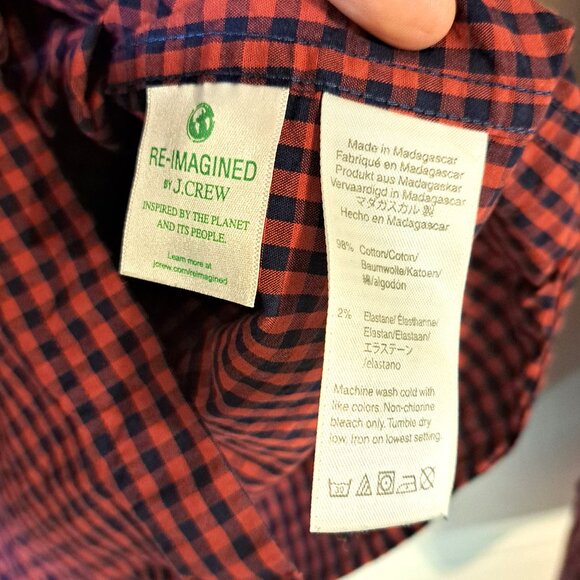 RE-IMAGINED
BY J.CREW
INSPIRED BY THE PLANET
AND ITS PEOPLE.
Learn more at
jcrew.com/reimagined
Made in Madagascar
Fabriqué en Madagascar
Produkt aus Madagaskar
Vervaardigd in Madagascar
マダガスカル 製
Hecho en Madagascar
98% Cotton/Coton/
Baumwolle/Katoen/
綿/algodón
2% Elastane/Élasthanne/
Elastan/Elastaan/
エラステーン
/elastano
Machine wash cold with
like colors. Non-chlorine
bleach only. Tumble dry
low. Iron on lowest setting.
30